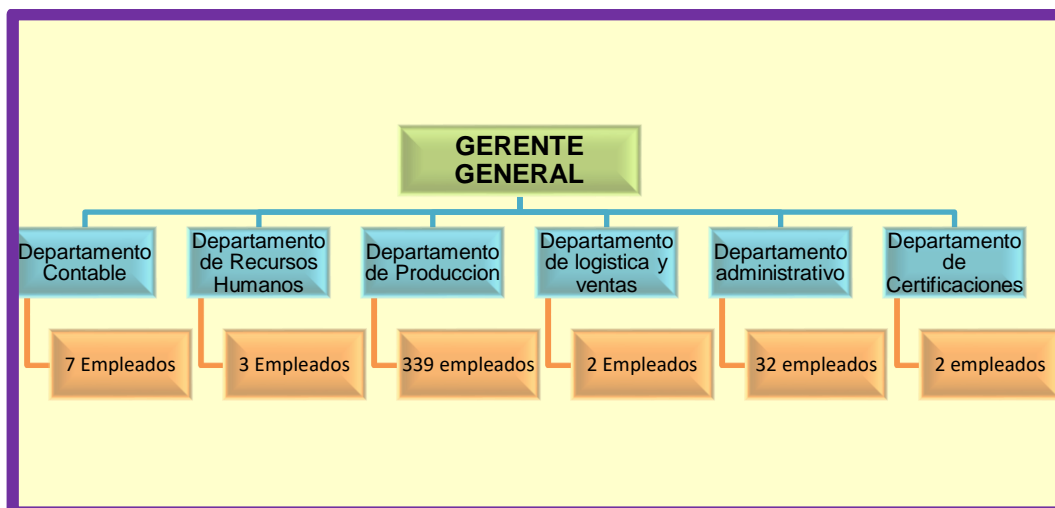 GERENTE
GENERAL
Departamento
Contable
Departamento
de Recursos
Humanos
Departamento
de Produccion
Departamento
de logistica y
ventas
Departamento
administrativo
Departamento
de
Certificaciones
7 Empleados
3 Empleados
339 empleados
2 Empleados
32 empleados
2 empleados